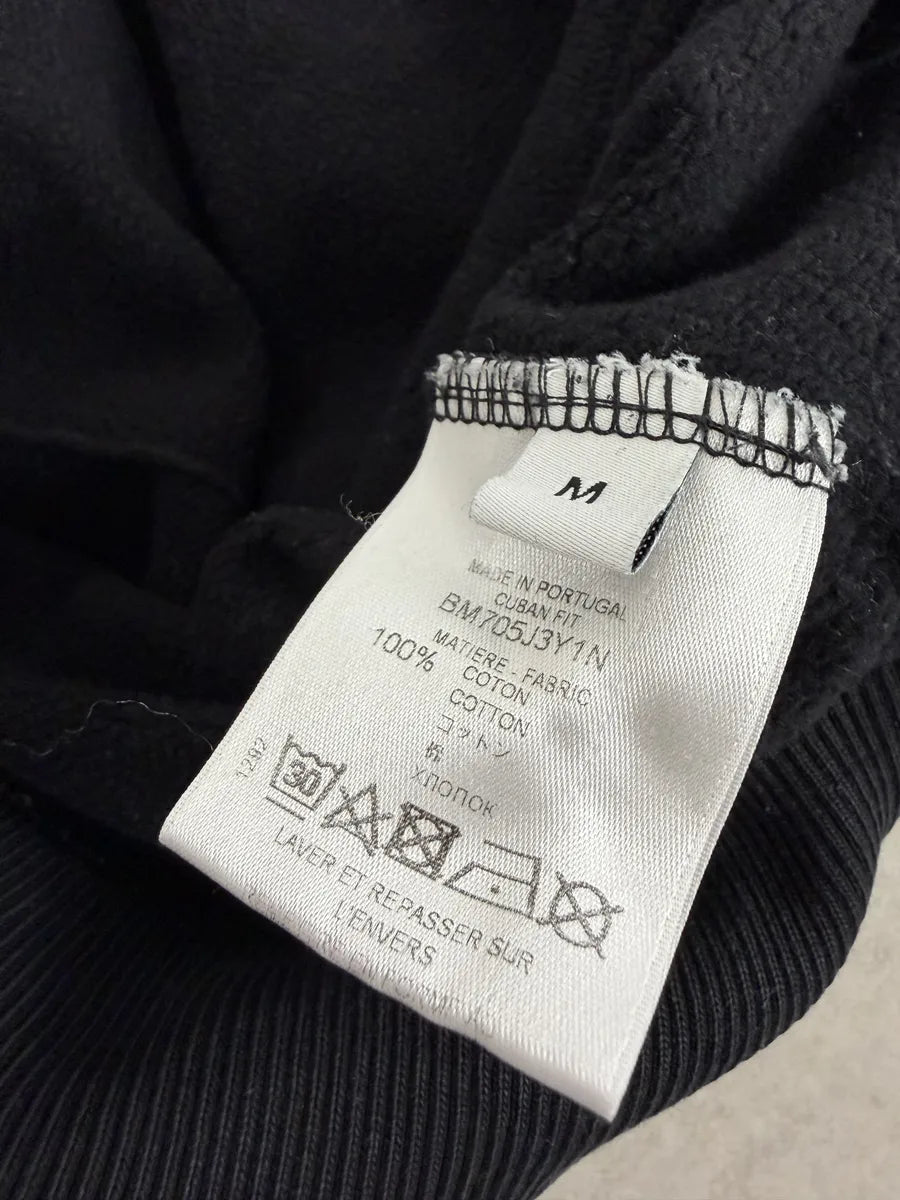 M
MADE IN PORTUGAL
CUBAN FIT
BM705J3Y1N
MATIERE - FABRIC
100% COTON
COTTON
コットン
棉
ХЛОПОК
1282
30
LAVER ET REPASSER SUR
L'ENVERS